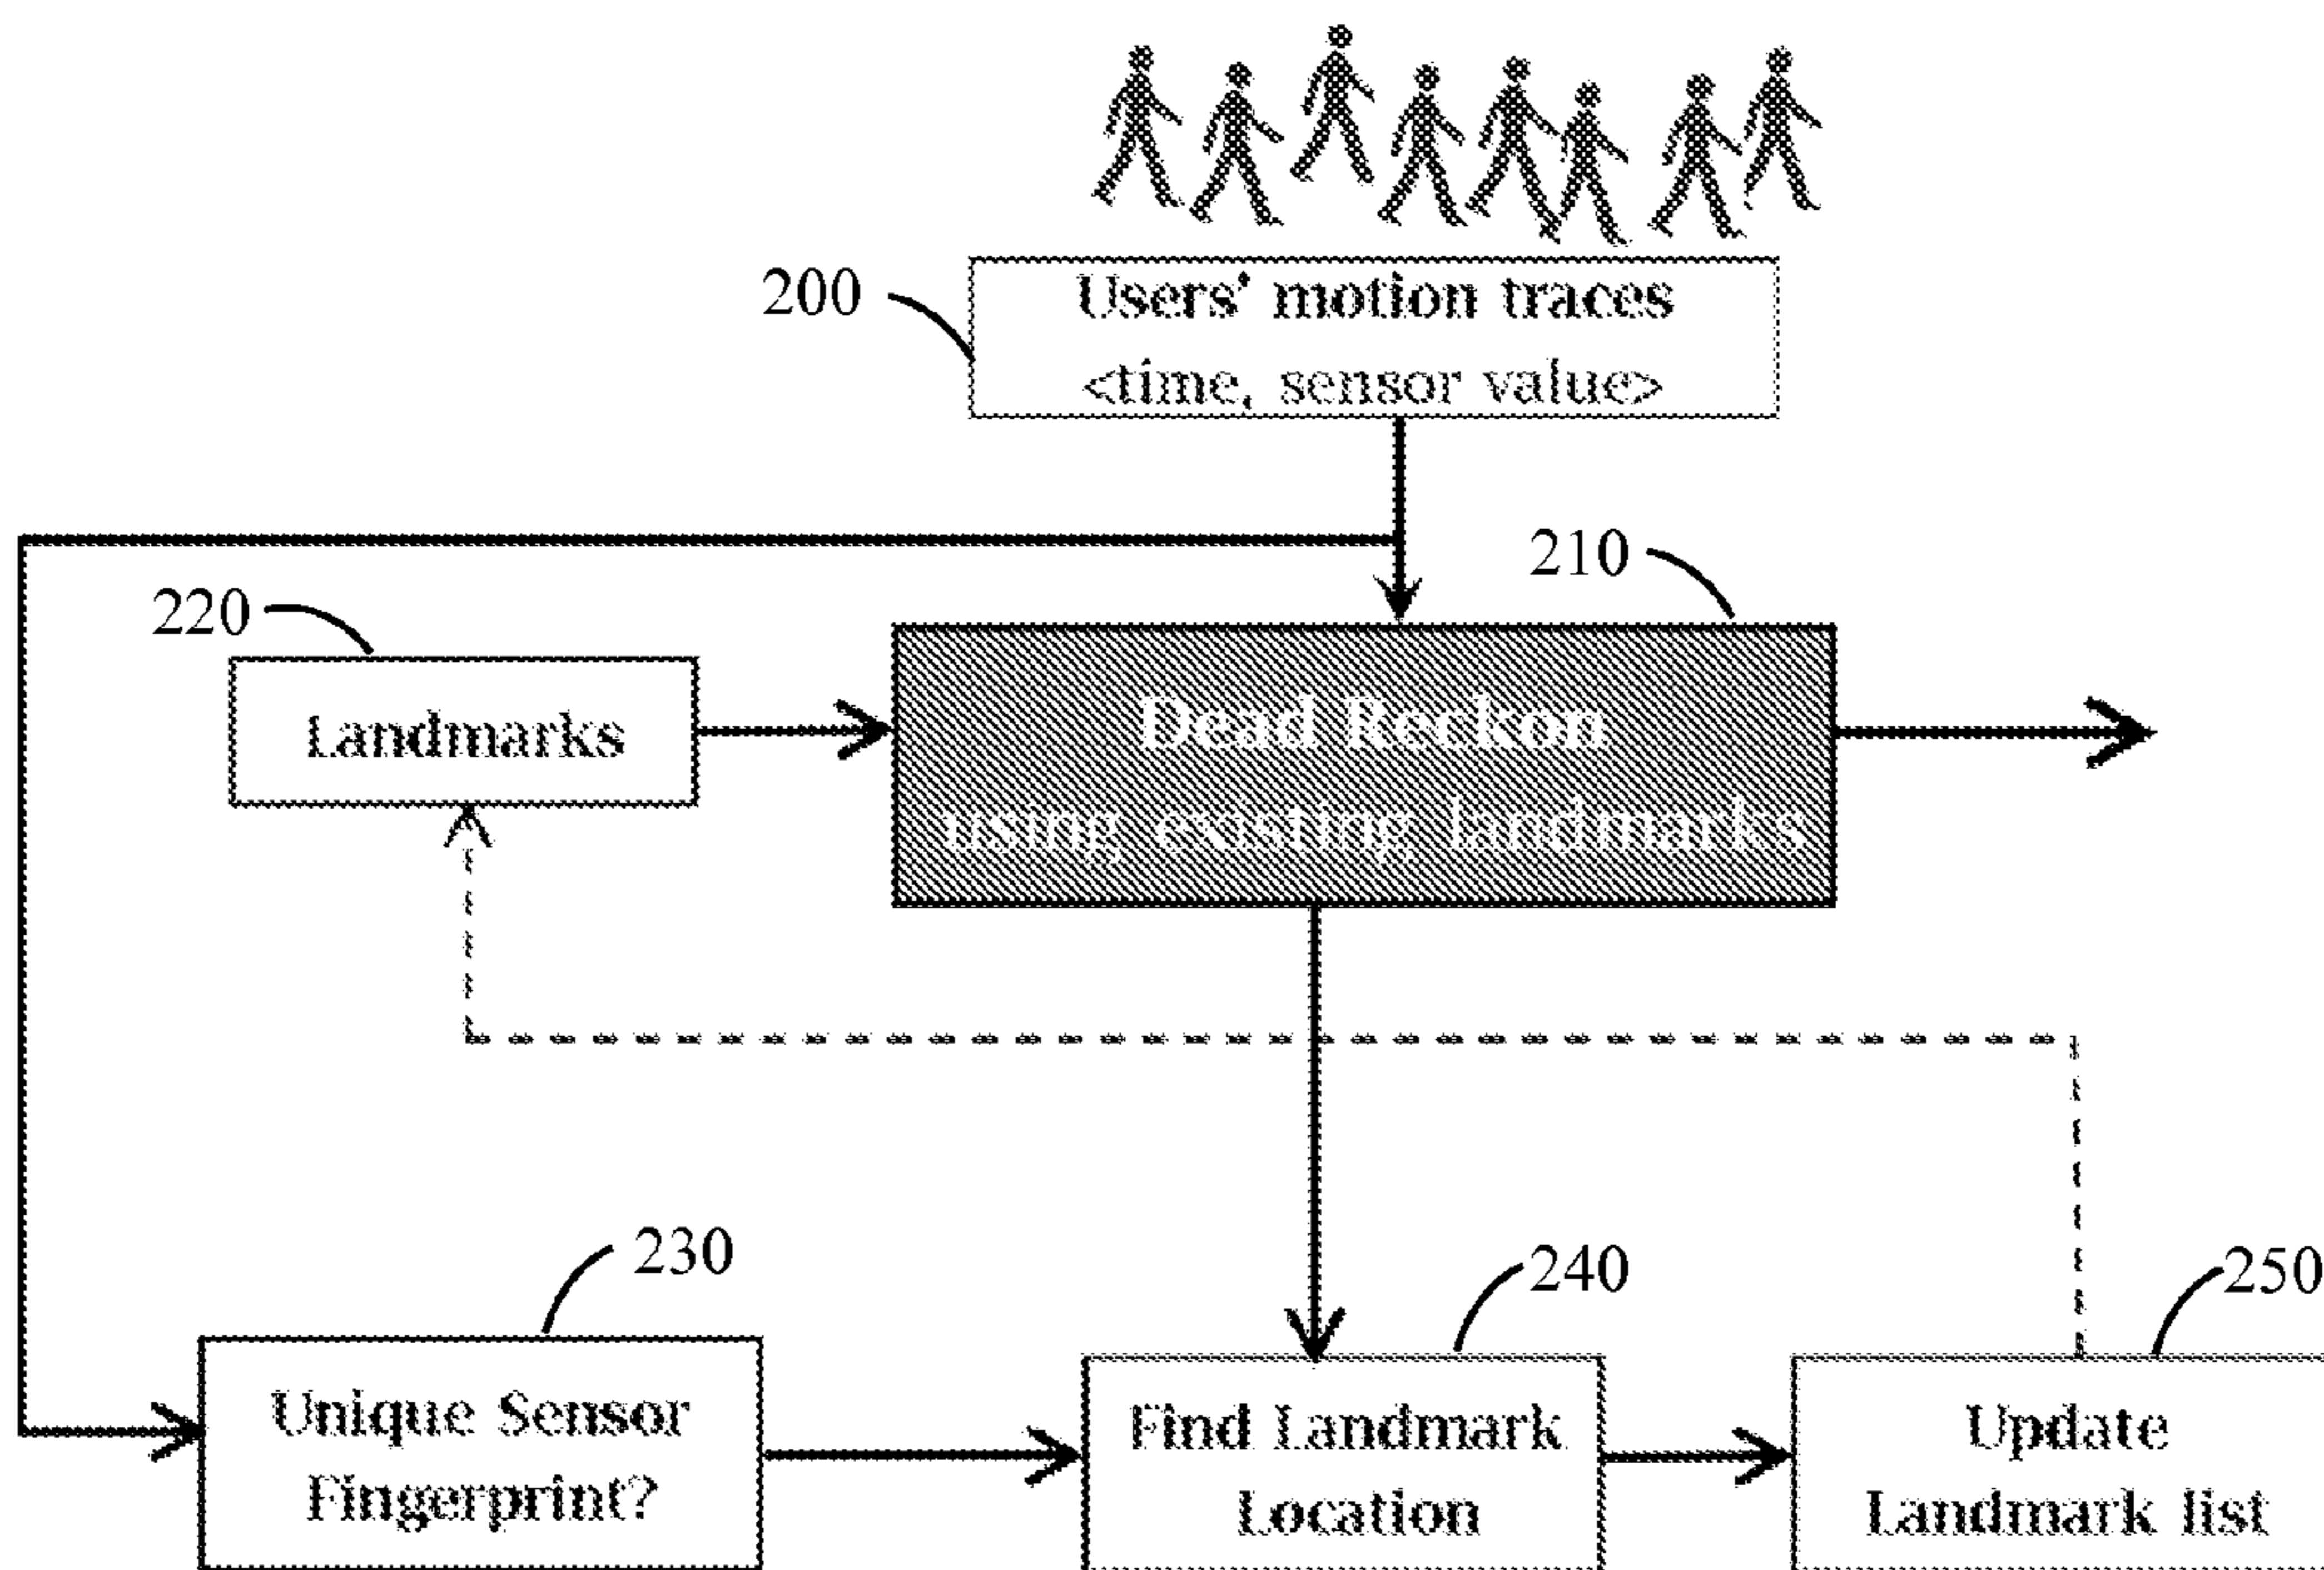 200
Users' motion traces
<time, sensor value>
210
220
Landmarks
Dead Reckon
using existing landmarks
230
240
250
Unique Sensor
Fingerprint?
Find Landmark
Location
Update
Landmark list